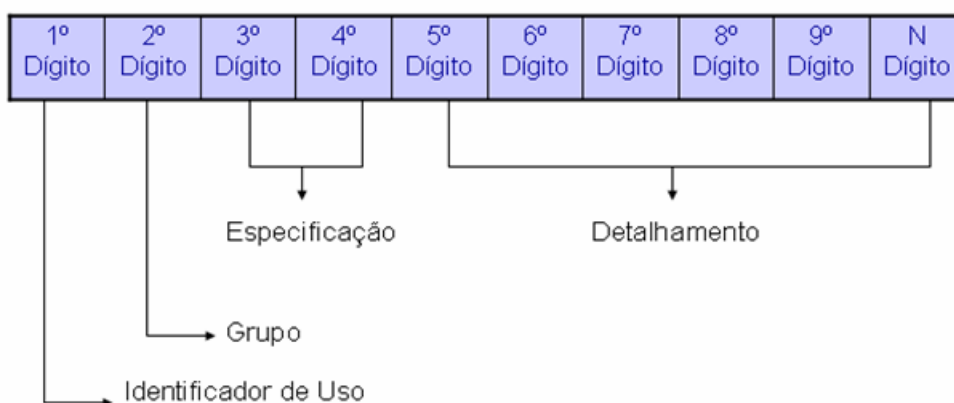 1º 2º 3º 4º 5º 6º 7º 8º 9º N
Dígito Dígito Dígito Dígito Dígito Dígito Dígito Dígito Dígito Dígito
Especificação Detalhamento
Grupo
Identificador de Uso